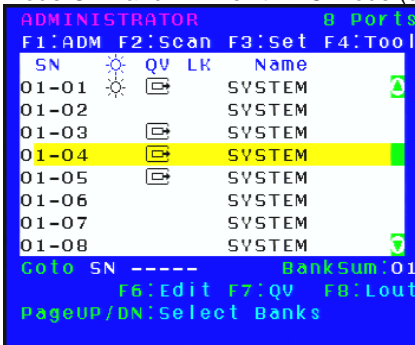 ADMINISTRATOR 8 Ports
F1:ADM F2:Scan F3:Set F4:Tool
SN QV LK Name
01-01 SYSTEM
01-02 SYSTEM
01-03 SYSTEM
01-04 SYSTEM
01-05 SYSTEM
01-06 SYSTEM
01-07 SYSTEM
01-08 SYSTEM
Goto SN ----- BankSum:01
F6:Edit F7:QV F8:Lout
PageUP/DN:Select Banks